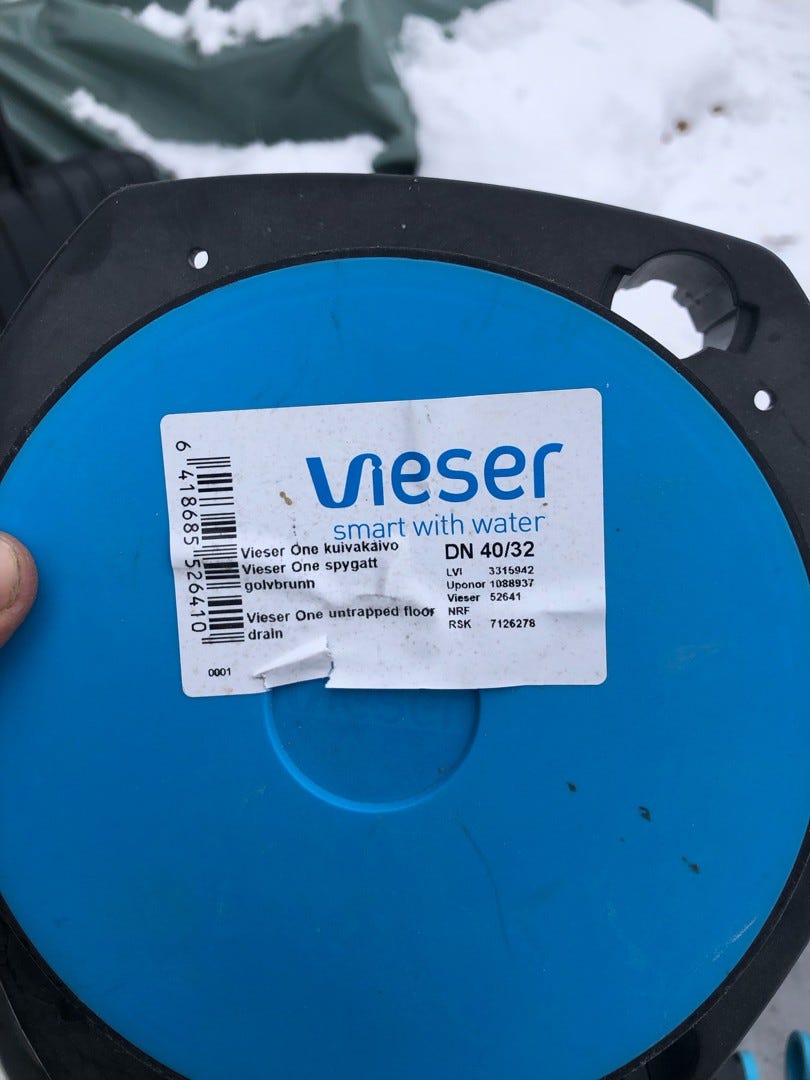 vieser
smart with water
6 418685 526410
Vieser One kuivakaivo
Vieser One spygatt
golvbrunn
Vieser One untrapped floor
drain
0001
DN 40/32
LVI 3315942
Uponor 1088937
Vieser 52641
NRF
RSK 7126278